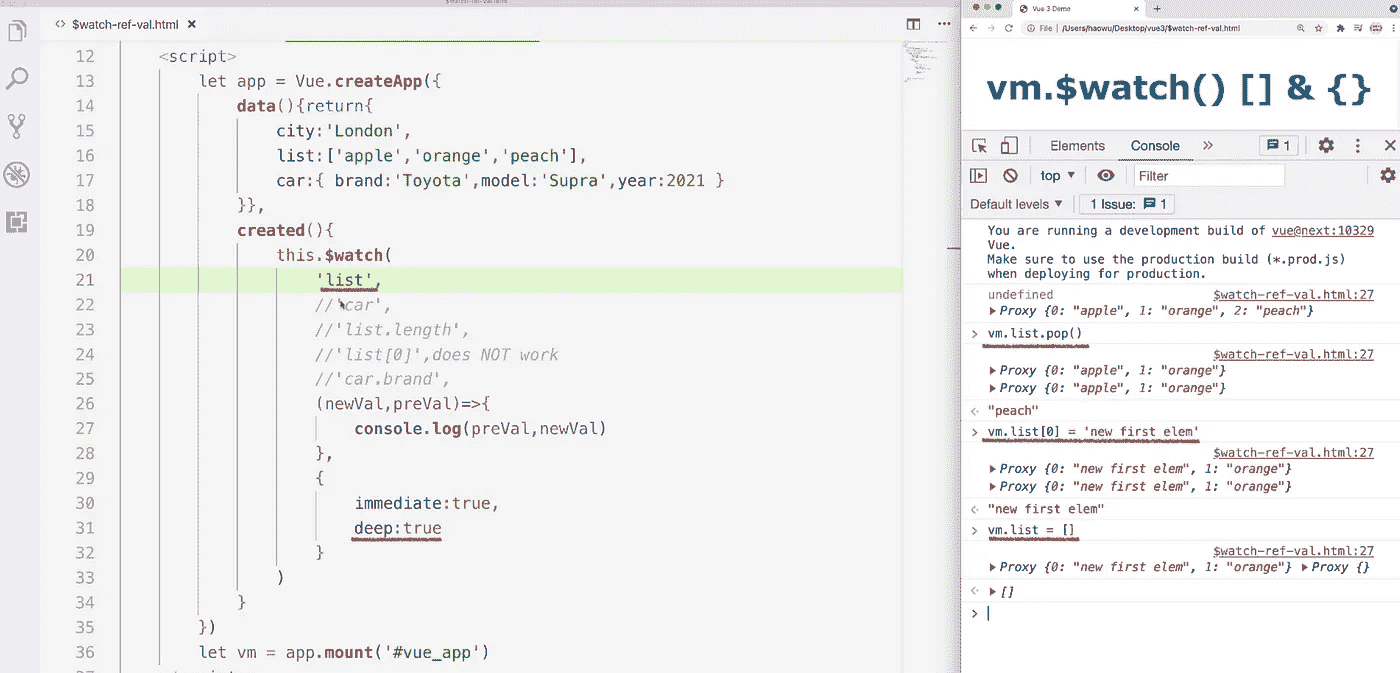 $watch-ref-val.html
12 <script>
13 let app = Vue.createApp({
14 data(){return{
15 city:'London',
16 list:['apple','orange','peach'],
17 car:{ brand:'Toyota',model:'Supra',year:2021 }
18 }},
19 created(){
20 this.$watch(
21 'list',
22 //'car',
23 //'list.length',
24 //'list[0]',does NOT work
25 //'car.brand',
26 (newVal,preVal)=>{
27 console.log(preVal,newVal)
28 },
29 {
30 immediate:true,
31 deep:true
32 }
33 )
34 }
35 })
36 let vm = app.mount('#vue_app')
Vue 3 Demo
File | /Users/haowu/Desktop/vue3/$watch-ref-val.html
vm.$watch() [] & {}
Elements Console » 1
top Filter
Default levels 1 Issue: 1
You are running a development build of vue@next:10329
Vue.
Make sure to use the production build (*.prod.js)
when deploying for production.
undefined $watch-ref-val.html:27
Proxy {0: "apple", 1: "orange", 2: "peach"}
> vm.list.pop()
$watch-ref-val.html:27
Proxy {0: "apple", 1: "orange"}
Proxy {0: "apple", 1: "orange"}
"peach"
> vm.list[0] = 'new first elem'
$watch-ref-val.html:27
Proxy {0: "new first elem", 1: "orange"}
Proxy {0: "new first elem", 1: "orange"}
"new first elem"
> vm.list = []
$watch-ref-val.html:27
Proxy {0: "new first elem", 1: "orange"} Proxy {}
[]
>